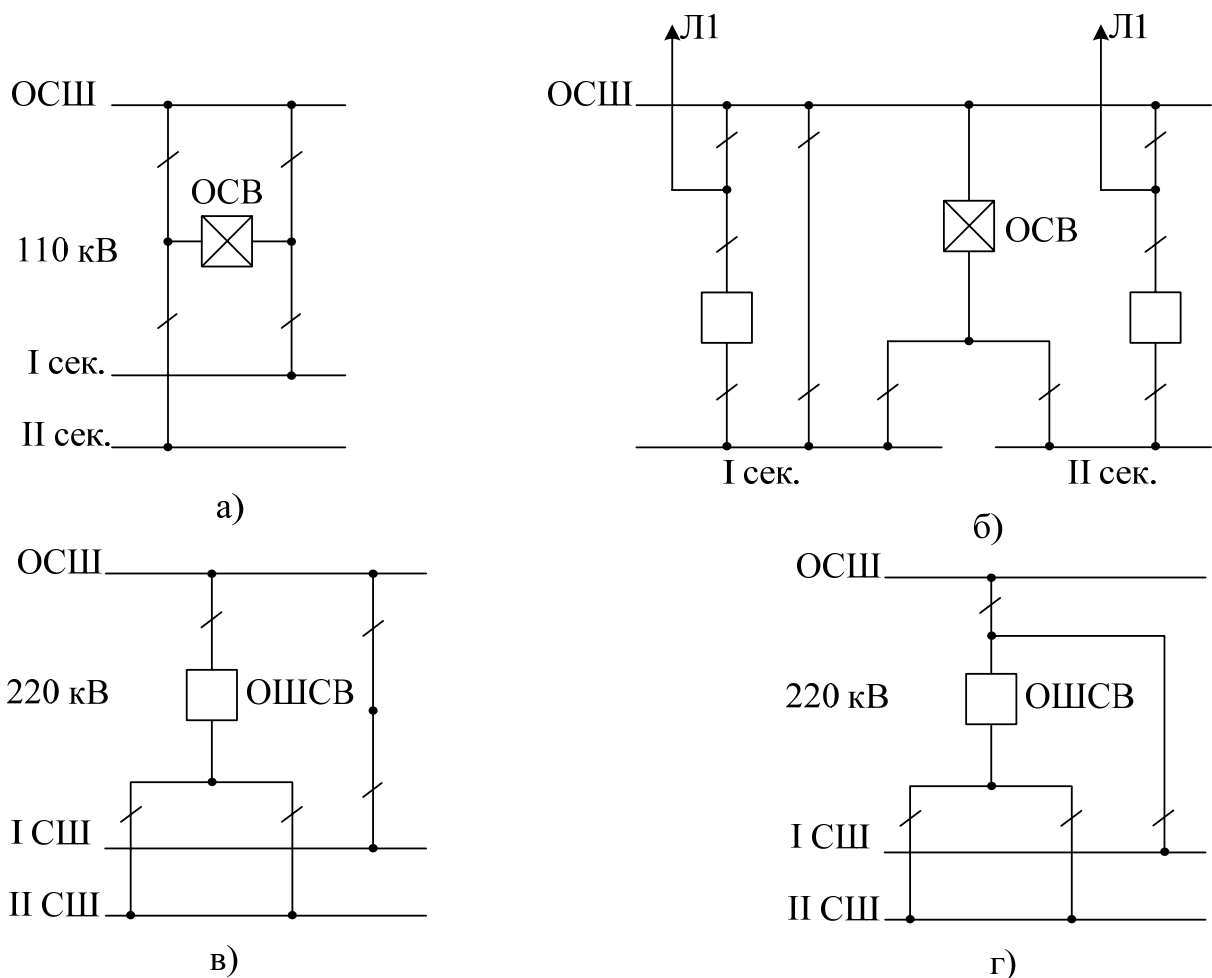 Л1
Л1
ОСШ
ОСШ
ОСВ
ОСВ
110 кВ
I сек.
II сек.
I сек.
II сек.
а)
б)
ОСШ
ОСШ
220 кВ
ОШСВ
220 кВ
ОШСВ
I СШ
I СШ
II СШ
II СШ
в)
г)